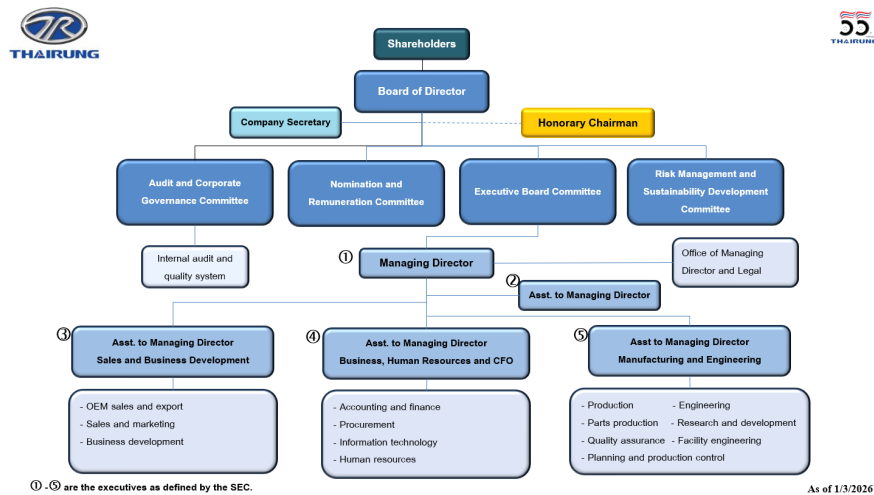 THAIRUNG
Shareholders
THAIRUNG
Board of Director
Company Secretary
Honorary Chairman
Audit and Corporate
Governance Committee
Nomination and
Remuneration Committee
Executive Board Committee
Risk Management and
Sustainability Development
Committee
Internal audit and
quality system
① Managing Director
Office of Managing
Director and Legal
② Asst. to Managing Director
③ Asst. to Managing Director
Sales and Business Development
④ Asst. to Managing Director
Business, Human Resources and CFO
⑤ Asst to Managing Director
Manufacturing and Engineering
- OEM sales and export
- Sales and marketing
- Business development
- Accounting and finance
- Procurement
- Information technology
- Human resources
- Production - Engineering
- Parts production - Research and development
- Quality assurance - Facility engineering
- Planning and production control
① -⑤ are the executives as defined by the SEC.
As of 1/3/2026